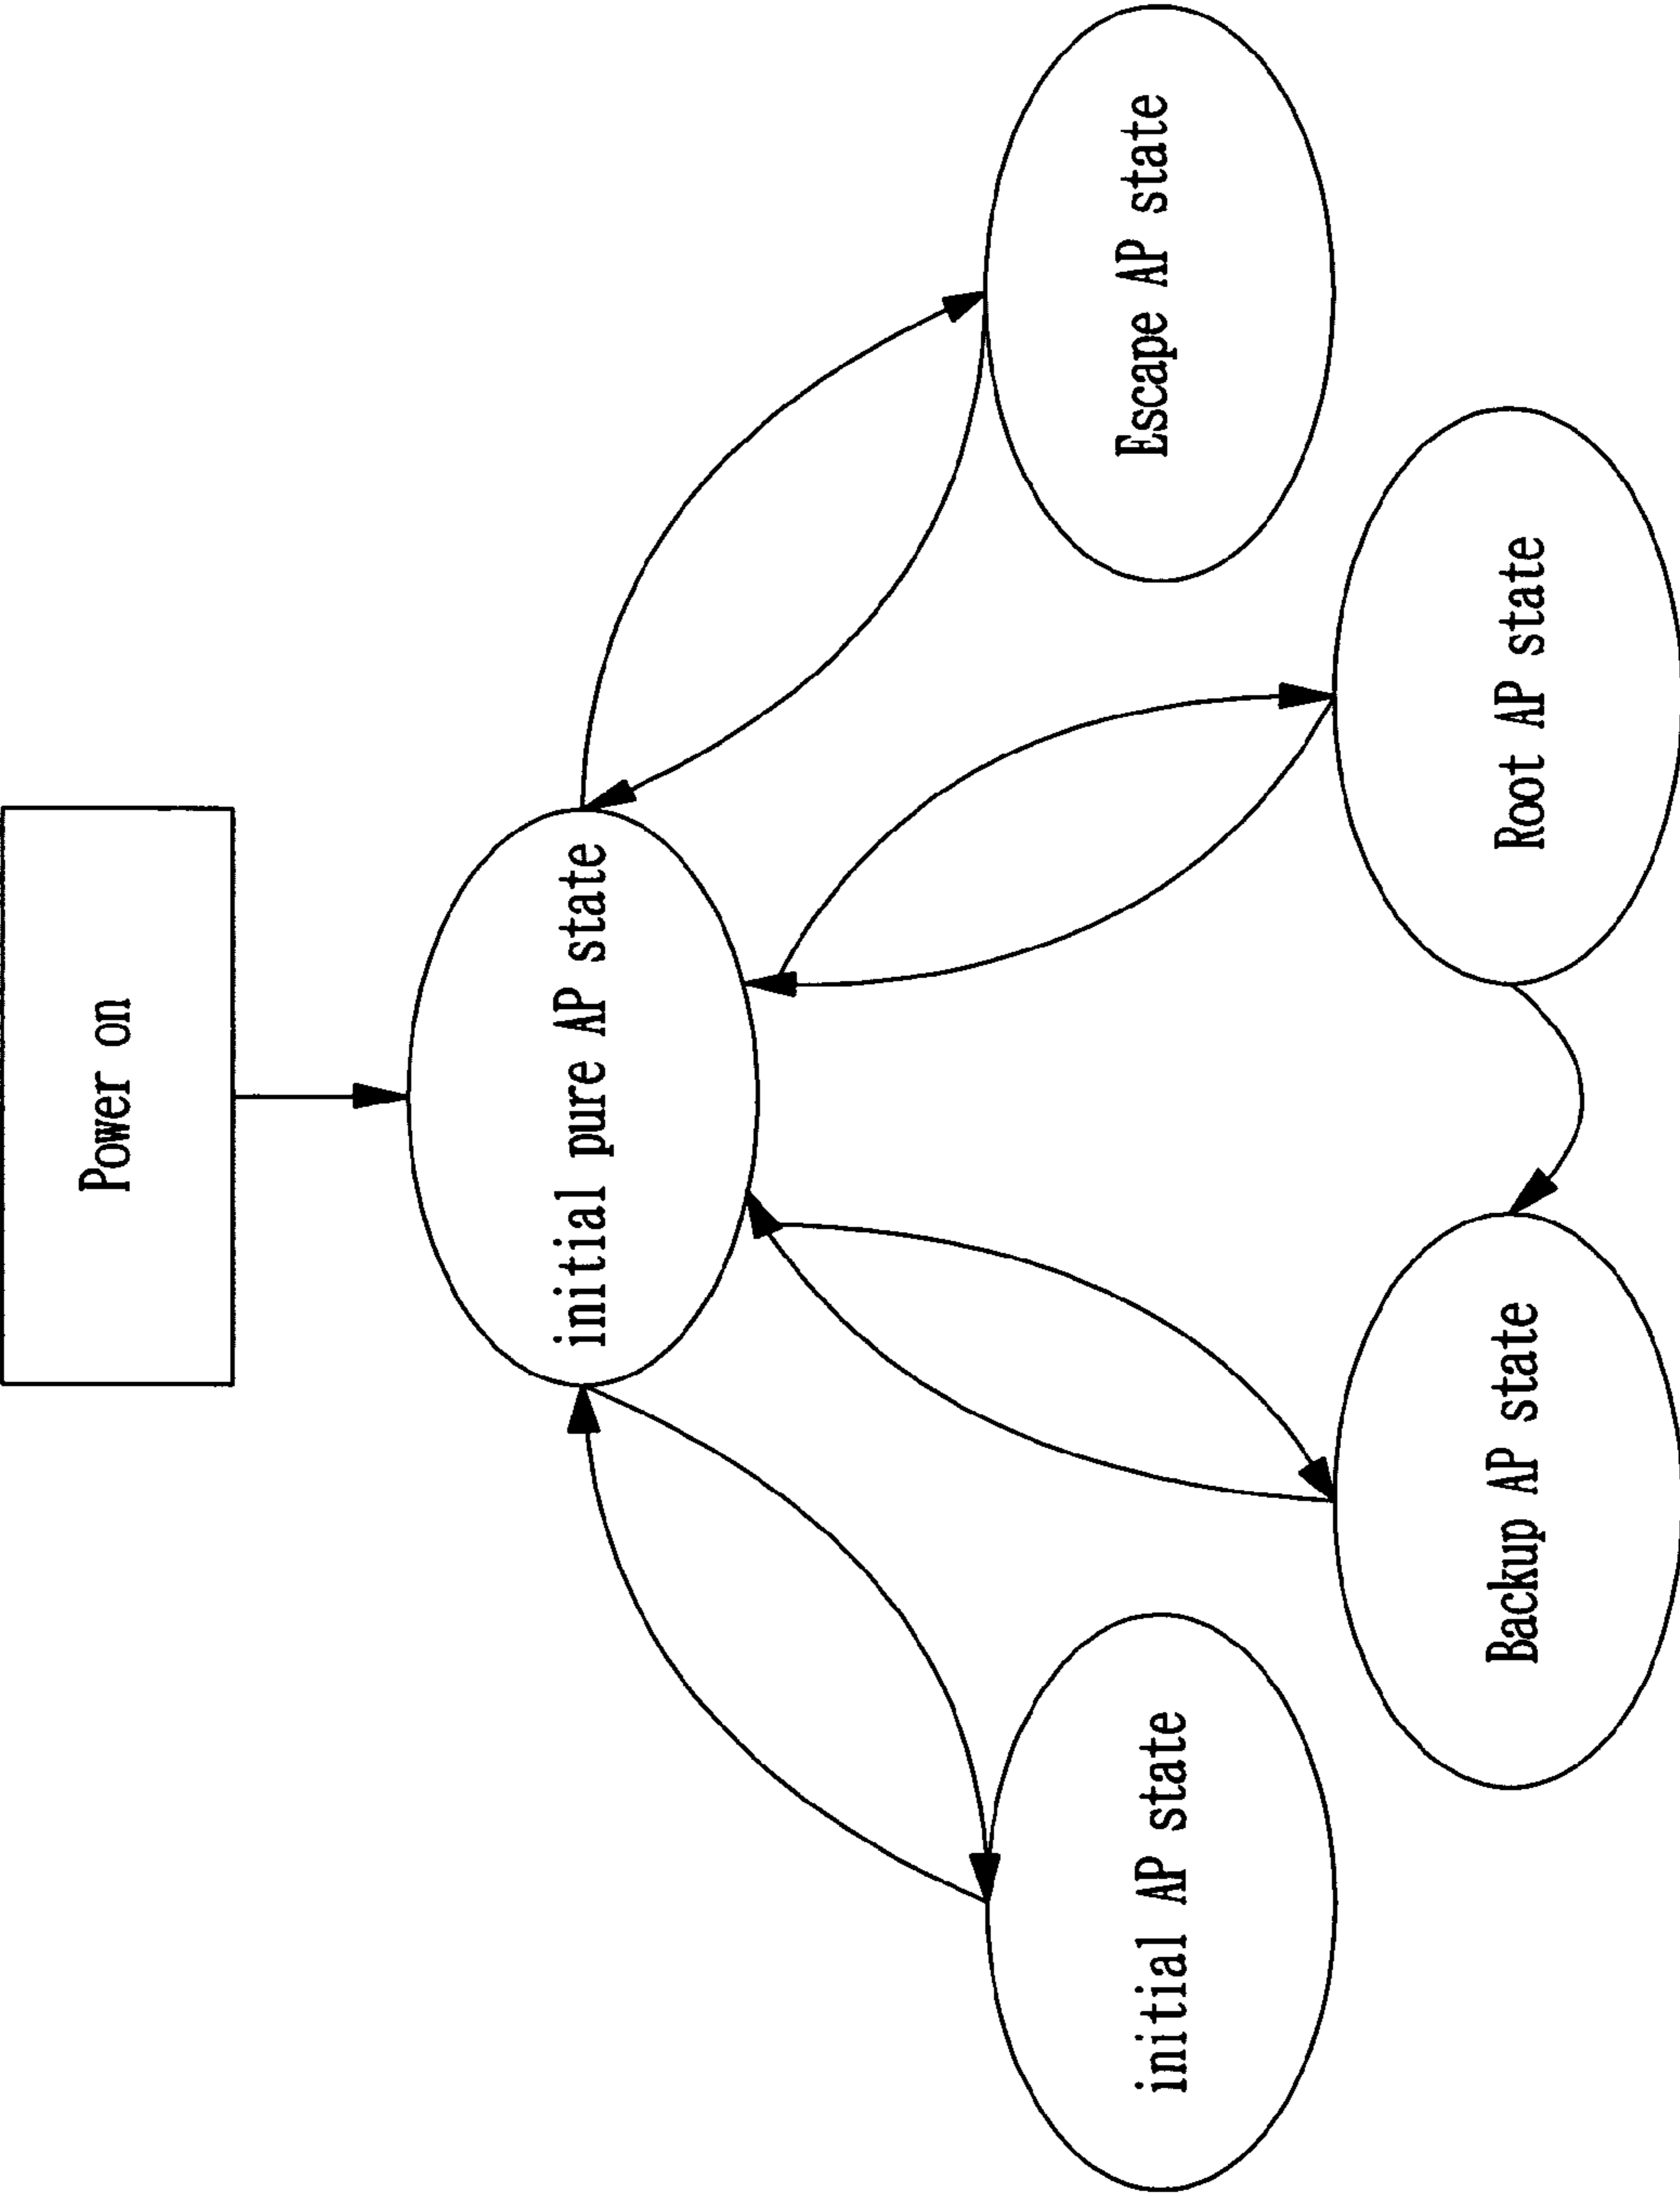 Power on
initial pure AP state
initial AP state
Escape AP state
Backup AP state
Root AP state